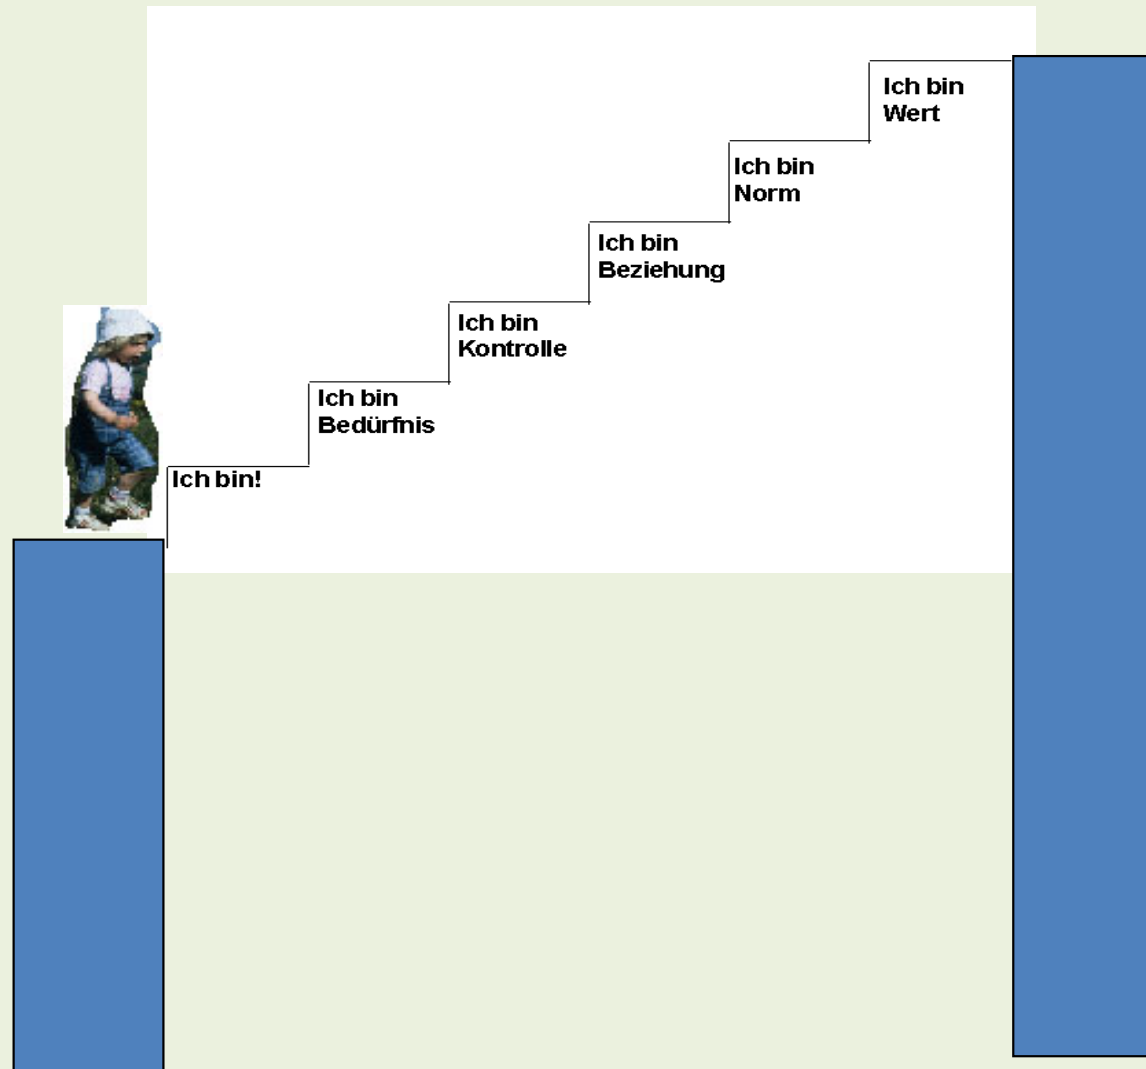 Ich bin
Wert
Ich bin
Norm
Ich bin
Beziehung
Ich bin
Kontrolle
Ich bin
Bedürfnis
Ich bin!